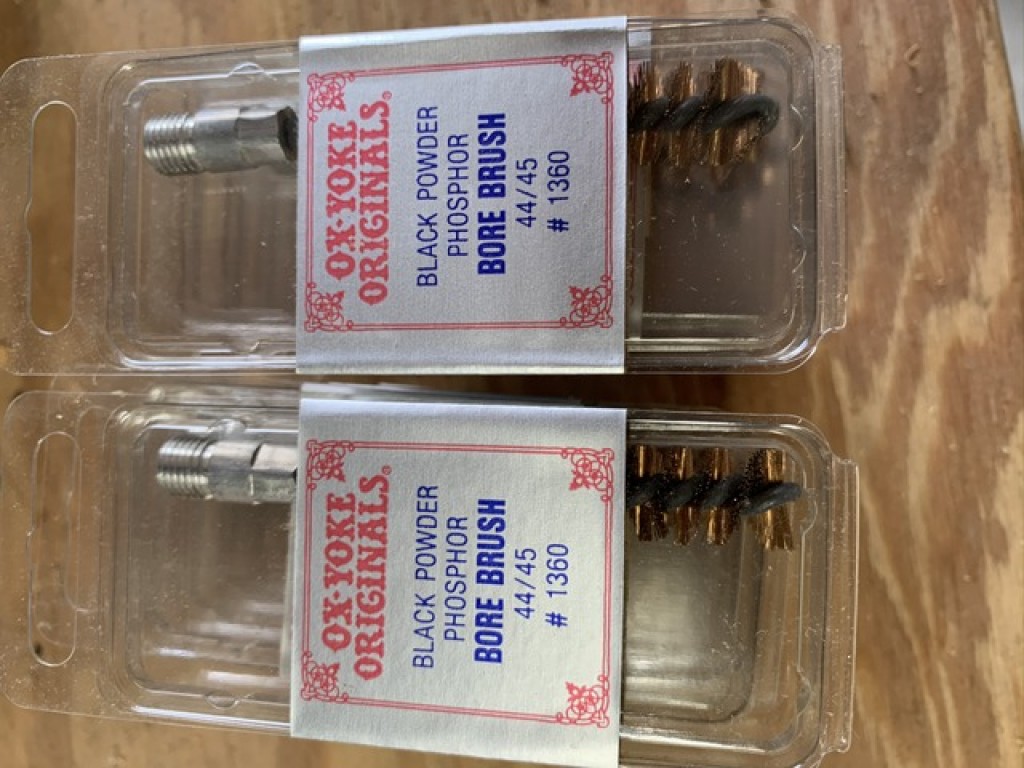 OX-YOKE
ORIGINALS®
BLACK POWDER
PHOSPHOR
BORE BRUSH
44/45
# 1360
OX-YOKE
ORIGINALS®
BLACK POWDER
PHOSPHOR
BORE BRUSH
44/45
# 1360